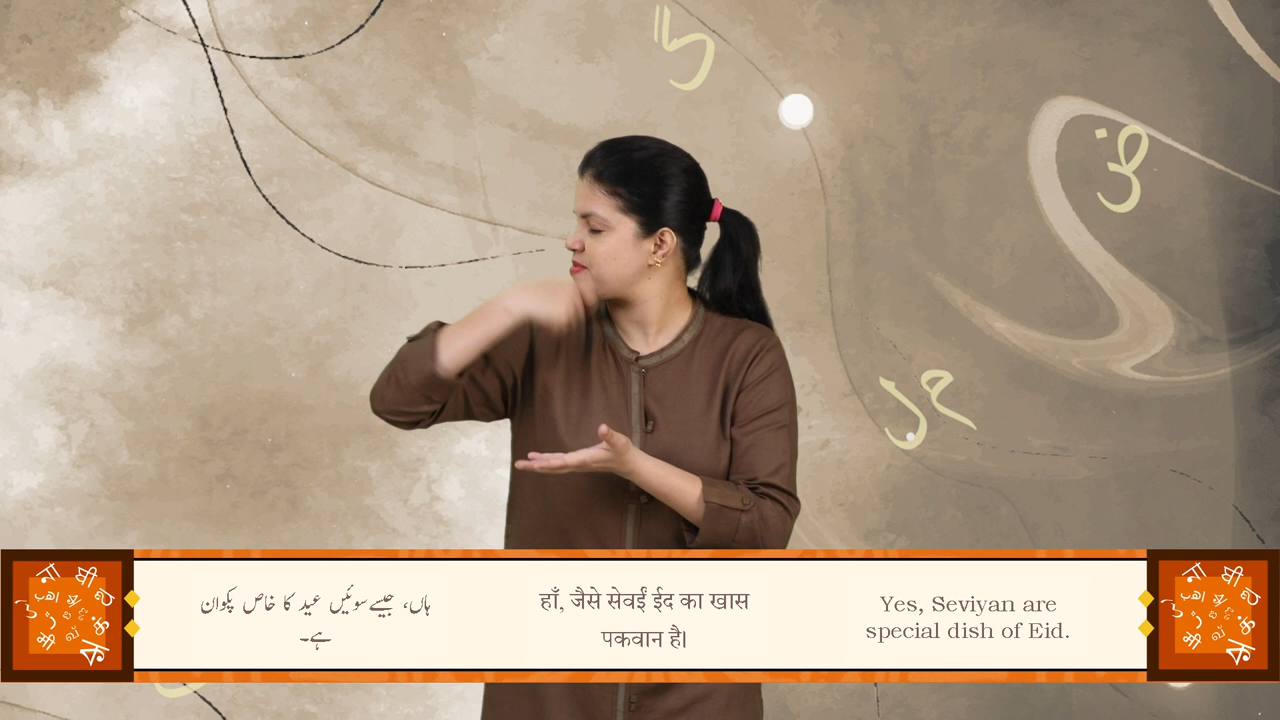 ہاں، جیسے سوئیں عید کا خاص پکوان
ہے۔
हाँ, जैसे सेवईं ईद का खास
पकवान है।
Yes, Seviyan are
special dish of Eid.
ض